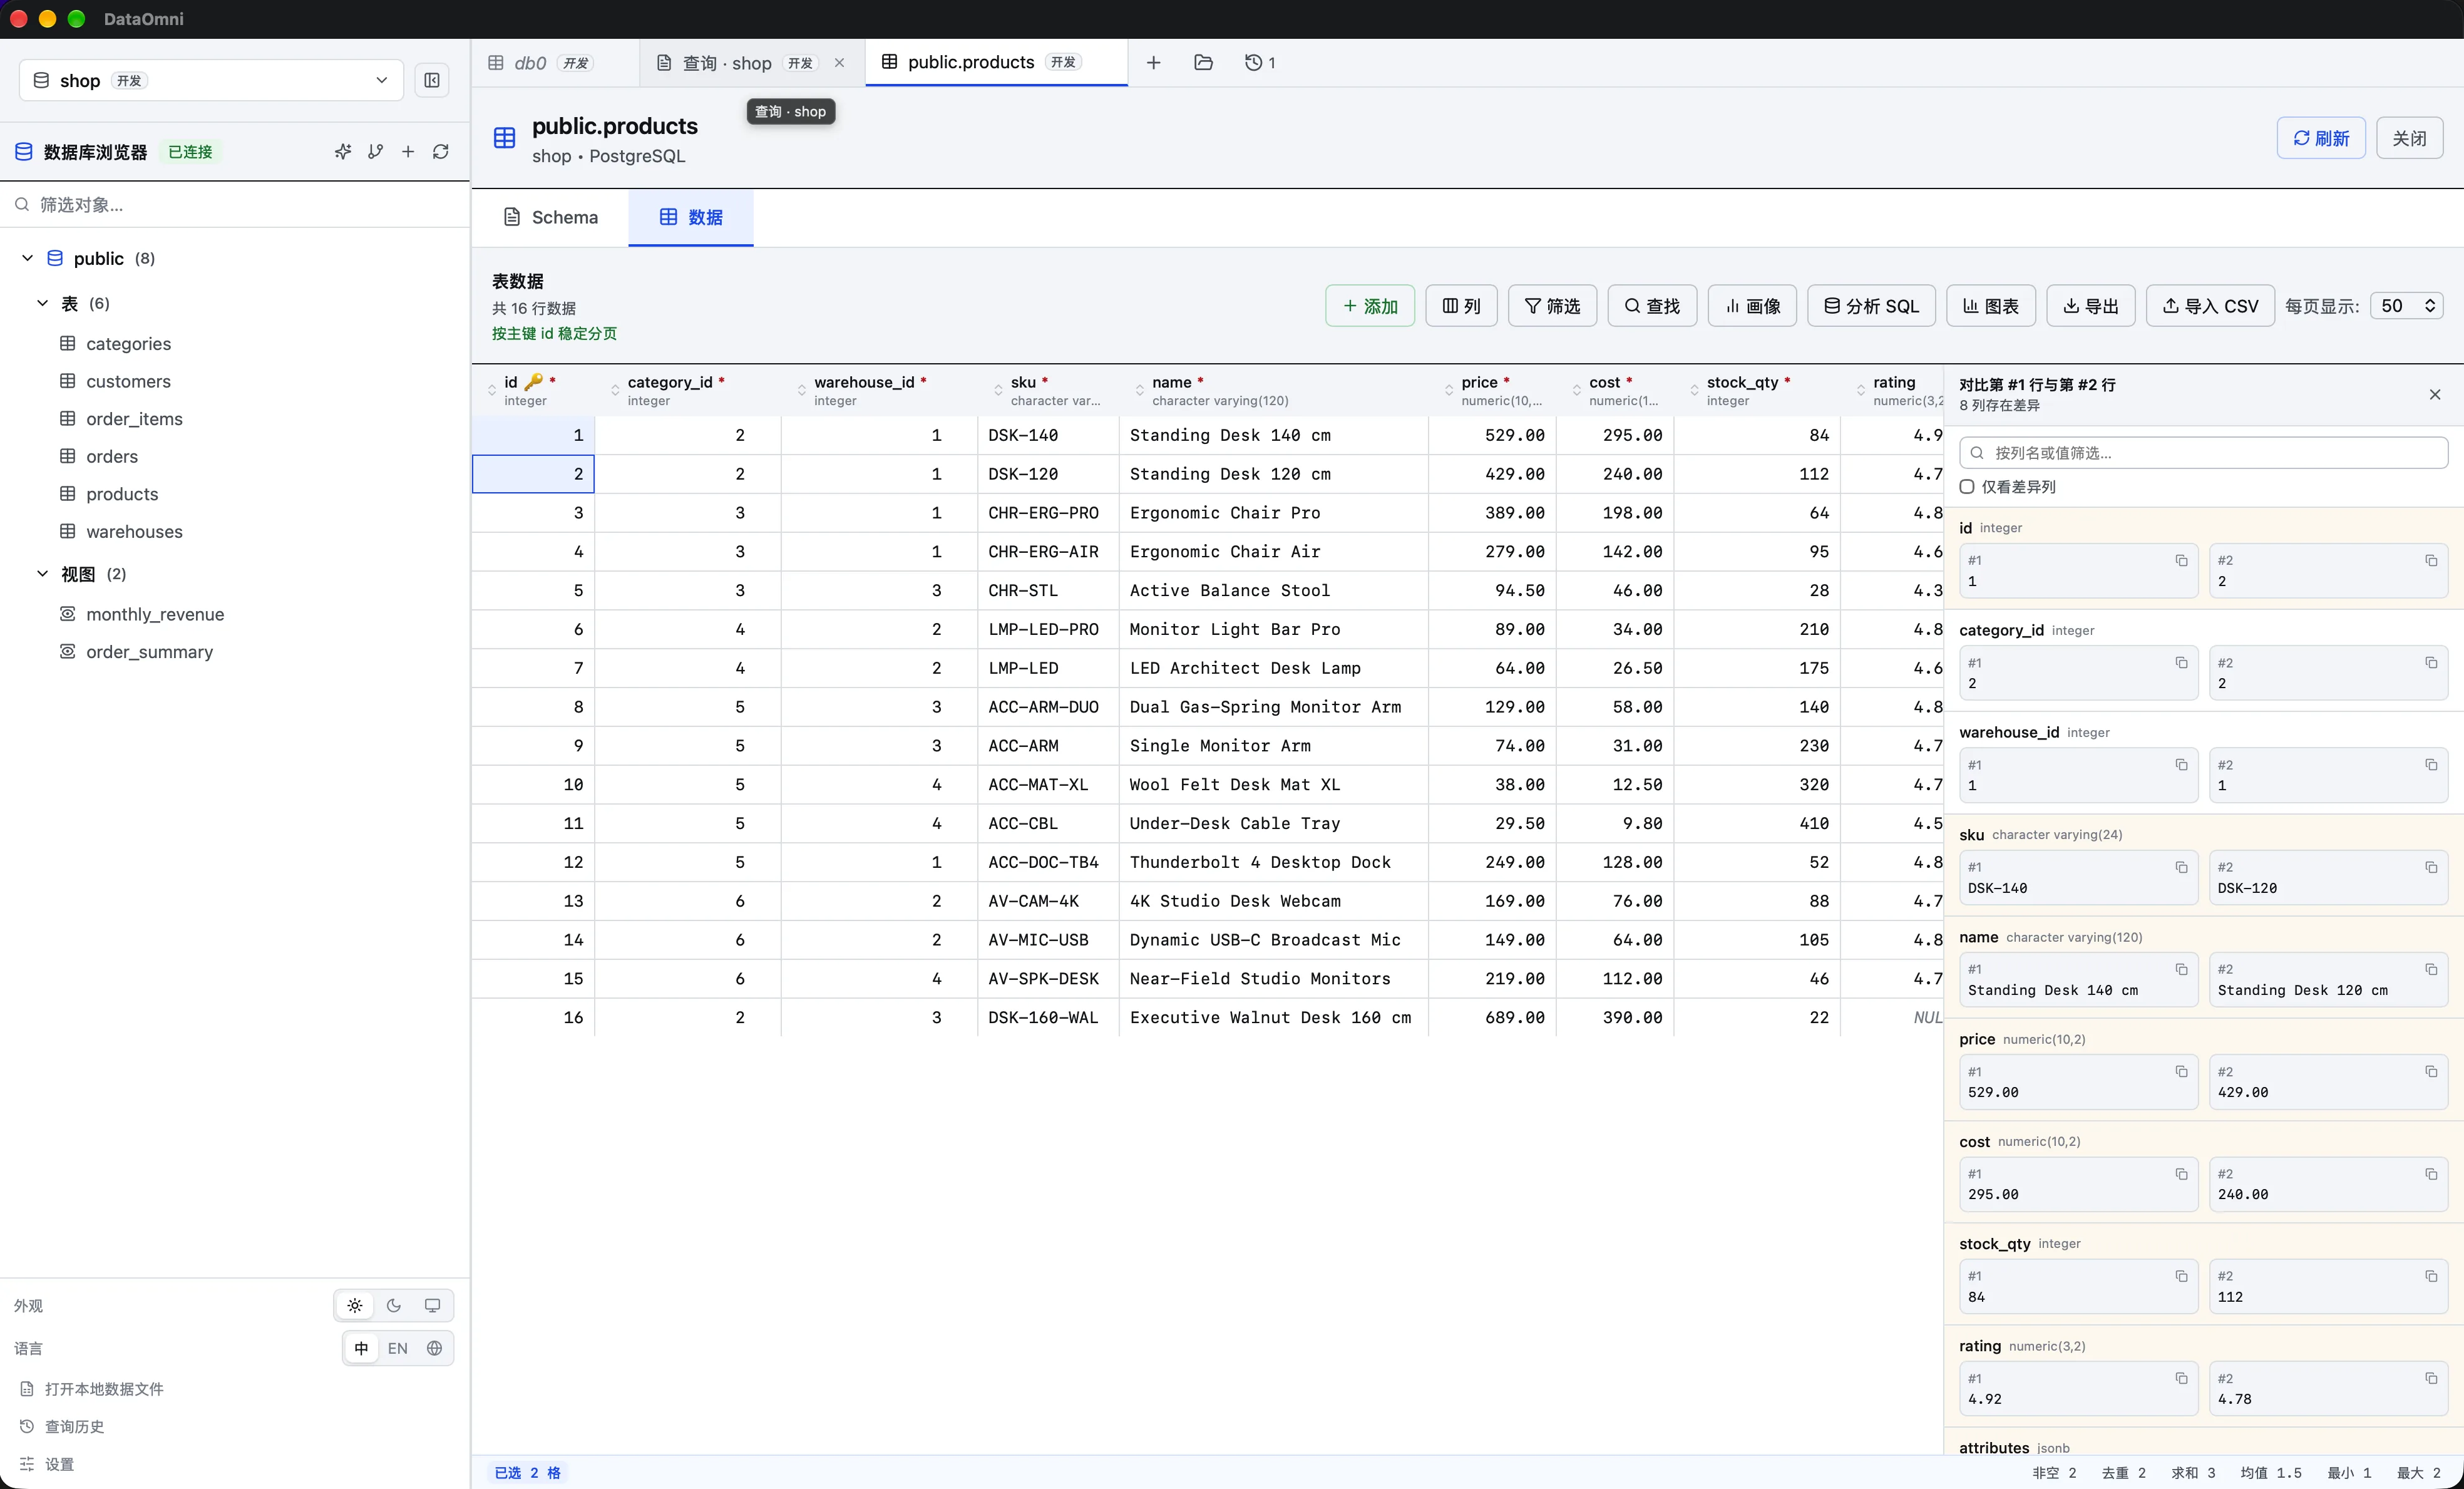 DataOmni
shop 开发
数据库浏览器 已连接
筛选对象...
public (8)
表 (6)
categories
customers
order_items
orders
products
warehouses
视图 (2)
monthly_revenue
order_summary
外观
语言 中 EN
打开本地数据文件
查询历史
设置
db0 开发 查询 · shop 开发 public.products 开发 1
查询 · shop
public.products
shop • PostgreSQL
刷新 关闭
Schema 数据
表数据
共 16 行数据
按主键 id 稳定分页
添加 列 筛选 查找 画像 分析 SQL 图表 导出 导入 CSV 每页显示: 50
id * category_id * warehouse_id * sku * name * price * cost * stock_qty * rating
integer integer integer character var... character varying(120) numeric(10,... numeric(1... integer numeric(3,2
1 2 1 DSK-140 Standing Desk 140 cm 529.00 295.00 84 4.9
2 2 1 DSK-120 Standing Desk 120 cm 429.00 240.00 112 4.7
3 3 1 CHR-ERG-PRO Ergonomic Chair Pro 389.00 198.00 64 4.8
4 3 1 CHR-ERG-AIR Ergonomic Chair Air 279.00 142.00 95 4.6
5 3 3 CHR-STL Active Balance Stool 94.50 46.00 28 4.3
6 4 2 LMP-LED-PRO Monitor Light Bar Pro 89.00 34.00 210 4.8
7 4 2 LMP-LED LED Architect Desk Lamp 64.00 26.50 175 4.6
8 5 3 ACC-ARM-DUO Dual Gas-Spring Monitor Arm 129.00 58.00 140 4.8
9 5 3 ACC-ARM Single Monitor Arm 74.00 31.00 230 4.7
10 5 4 ACC-MAT-XL Wool Felt Desk Mat XL 38.00 12.50 320 4.7
11 5 4 ACC-CBL Under-Desk Cable Tray 29.50 9.80 410 4.5
12 5 1 ACC-DOC-TB4 Thunderbolt 4 Desktop Dock 249.00 128.00 52 4.8
13 6 2 AV-CAM-4K 4K Studio Desk Webcam 169.00 76.00 88 4.7
14 6 2 AV-MIC-USB Dynamic USB-C Broadcast Mic 149.00 64.00 105 4.8
15 6 4 AV-SPK-DESK Near-Field Studio Monitors 219.00 112.00 46 4.7
16 2 3 DSK-160-WAL Executive Walnut Desk 160 cm 689.00 390.00 22 NUL
对比第 #1 行与第 #2 行
8 列存在差异
按列名或值筛选...
仅看差异列
id integer
#1 #2
1 2
category_id integer
#1 #2
2 2
warehouse_id integer
#1 #2
1 1
sku character varying(24)
#1 #2
DSK-140 DSK-120
name character varying(120)
#1 #2
Standing Desk 140 cm Standing Desk 120 cm
price numeric(10,2)
#1 #2
529.00 429.00
cost numeric(10,2)
#1 #2
295.00 240.00
stock_qty integer
#1 #2
84 112
rating numeric(3,2)
#1 #2
4.92 4.78
attributes jsonb
已选 2 格 非空 2 去重 2 求和 3 均值 1.5 最小 1 最大 2